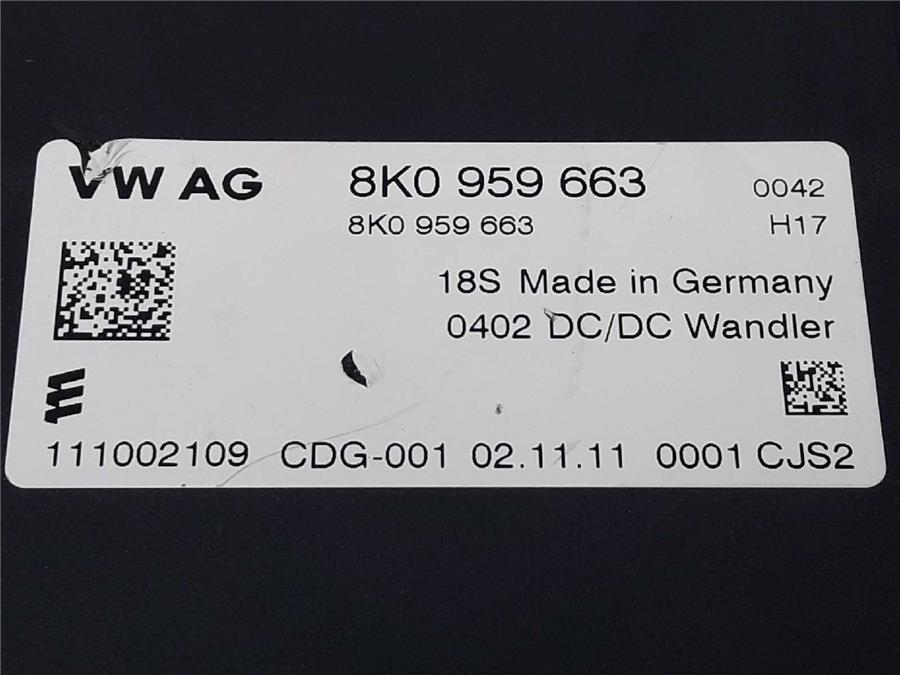 VW AG 8K0 959 663 0042
8K0 959 663 H17
18S Made in Germany
0402 DC/DC Wandler
111002109 CDG-001 02.11.11 0001 CJS2